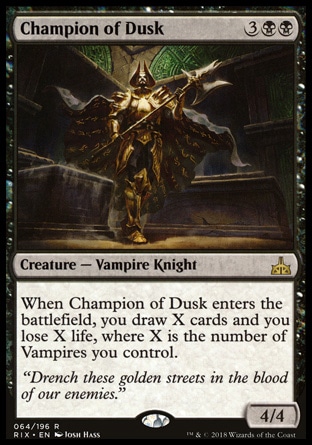 Champion of Dusk 3
Creature — Vampire Knight
When Champion of Dusk enters the
battlefield, you draw X cards and you
lose X life, where X is the number of
Vampires you control.
“Drench these golden streets in the blood
of our enemies.”
4/4
064/196 R
RIX • EN Josh Hass
™ & © 2018 Wizards of the Coast